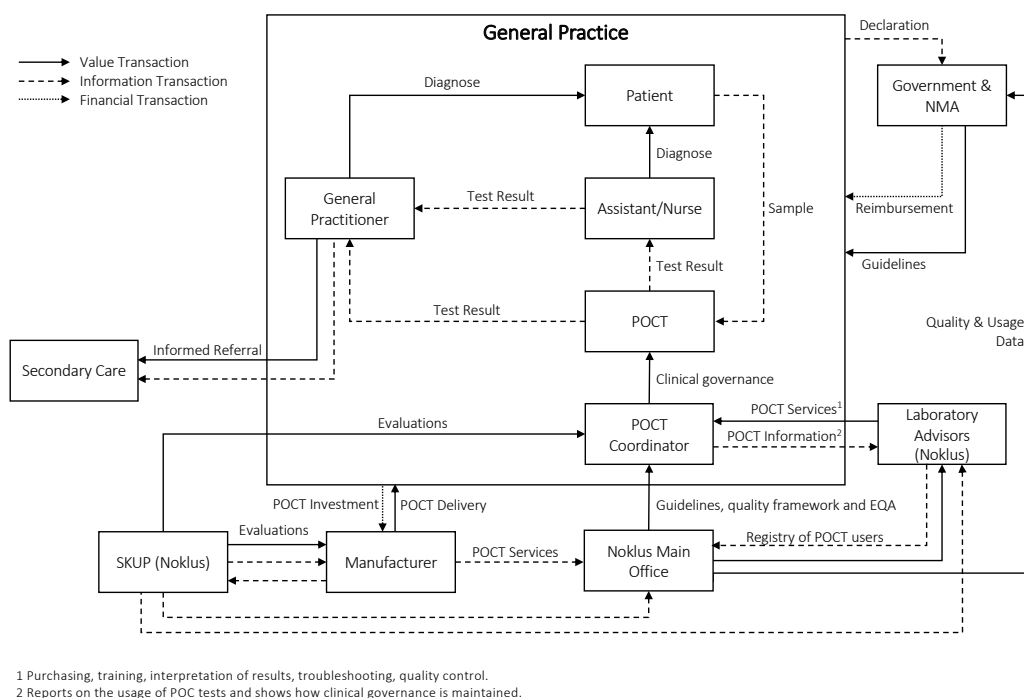 General Practice
Declaration
Value Transaction
Information Transaction
Financial Transaction
Diagnose
Patient
Government &
NMA
Diagnose
General
Practitioner
Test Result
Assistant/Nurse
Sample
Reimbursement
Test Result
Guidelines
Test Result
POCT
Quality & Usage
Data
Informed Referral
Secondary Care
Clinical governance
Evaluations
POCT
Coordinator
POCT Services¹
POCT Information²
Laboratory
Advisors
(Noklus)
POCT Investment
POCT Delivery
Guidelines, quality framework and EQA
Evaluations
SKUP (Noklus)
Manufacturer
POCT Services
Noklus Main
Office
Registry of POCT users
1 Purchasing, training, interpretation of results, troubleshooting, quality control.
2 Reports on the usage of POC tests and shows how clinical governance is maintained.